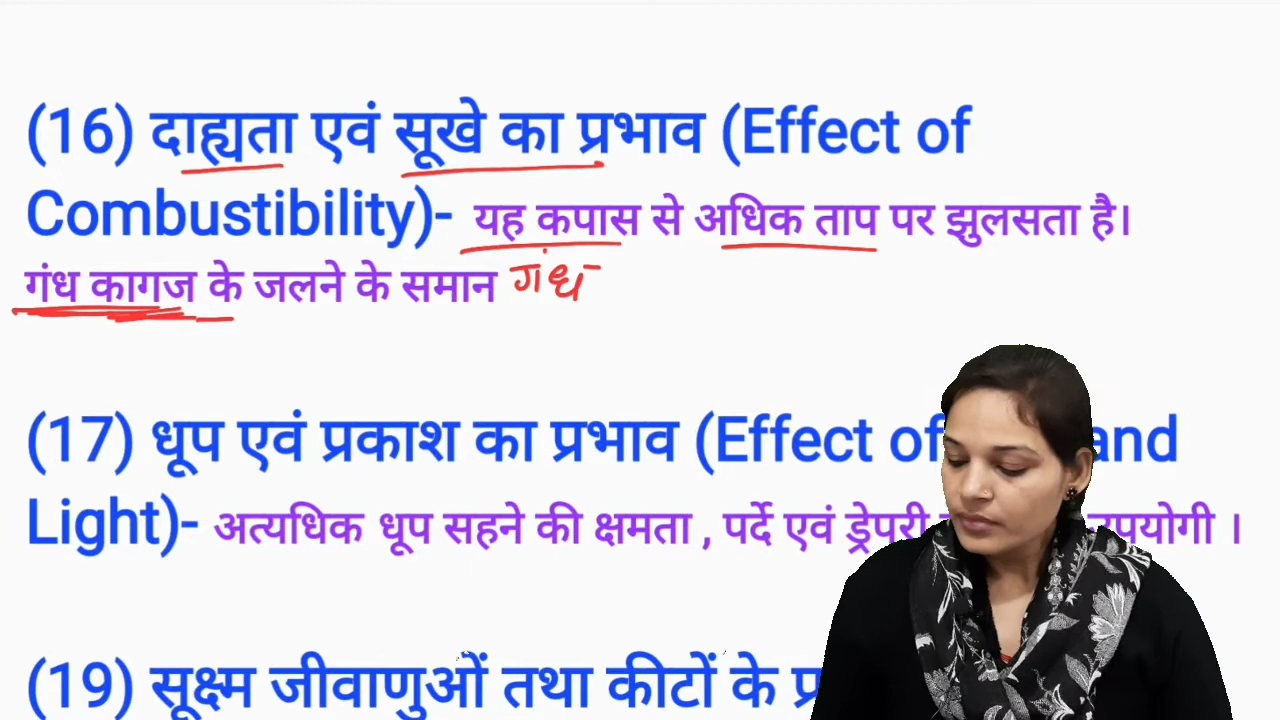 (16) दाह्यता एवं सूखे का प्रभाव (Effect of
Combustibility)- यह कपास से अधिक ताप पर झुलसता है।
गंध कागज के जलने के समान गंध
(17) धूप एवं प्रकाश का प्रभाव (Effect of and
Light)- अत्यधिक धूप सहने की क्षमता , पर्दे एवं ड्रेपरी उपयोगी ।
(19) सूक्ष्म जीवाणुओं तथा कीटों के